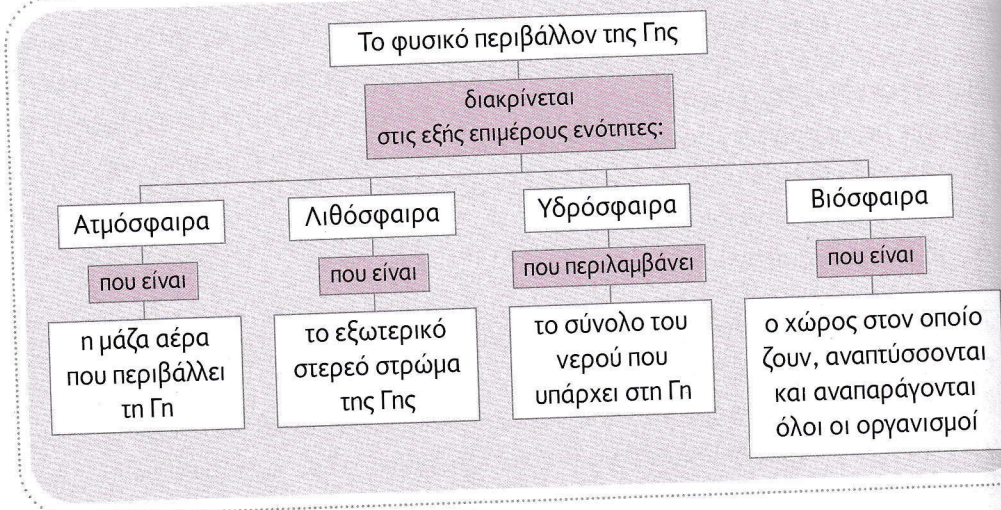 Το φυσικό περιβάλλον της Γης
διακρίνεται
στις εξής επιμέρους ενότητες:
Ατμόσφαιρα
που είναι
η μάζα αέρα
που περιβάλλει
τη Γη
Λιθόσφαιρα
που είναι
το εξωτερικό
στερεό στρώμα
της Γης
Υδρόσφαιρα
που περιλαμβάνει
το σύνολο του
νερού που
υπάρχει στη Γη
Βιόσφαιρα
που είναι
ο χώρος στον οποίο
ζουν, αναπτύσσονται
και αναπαράγονται
όλοι οι οργανισμοί